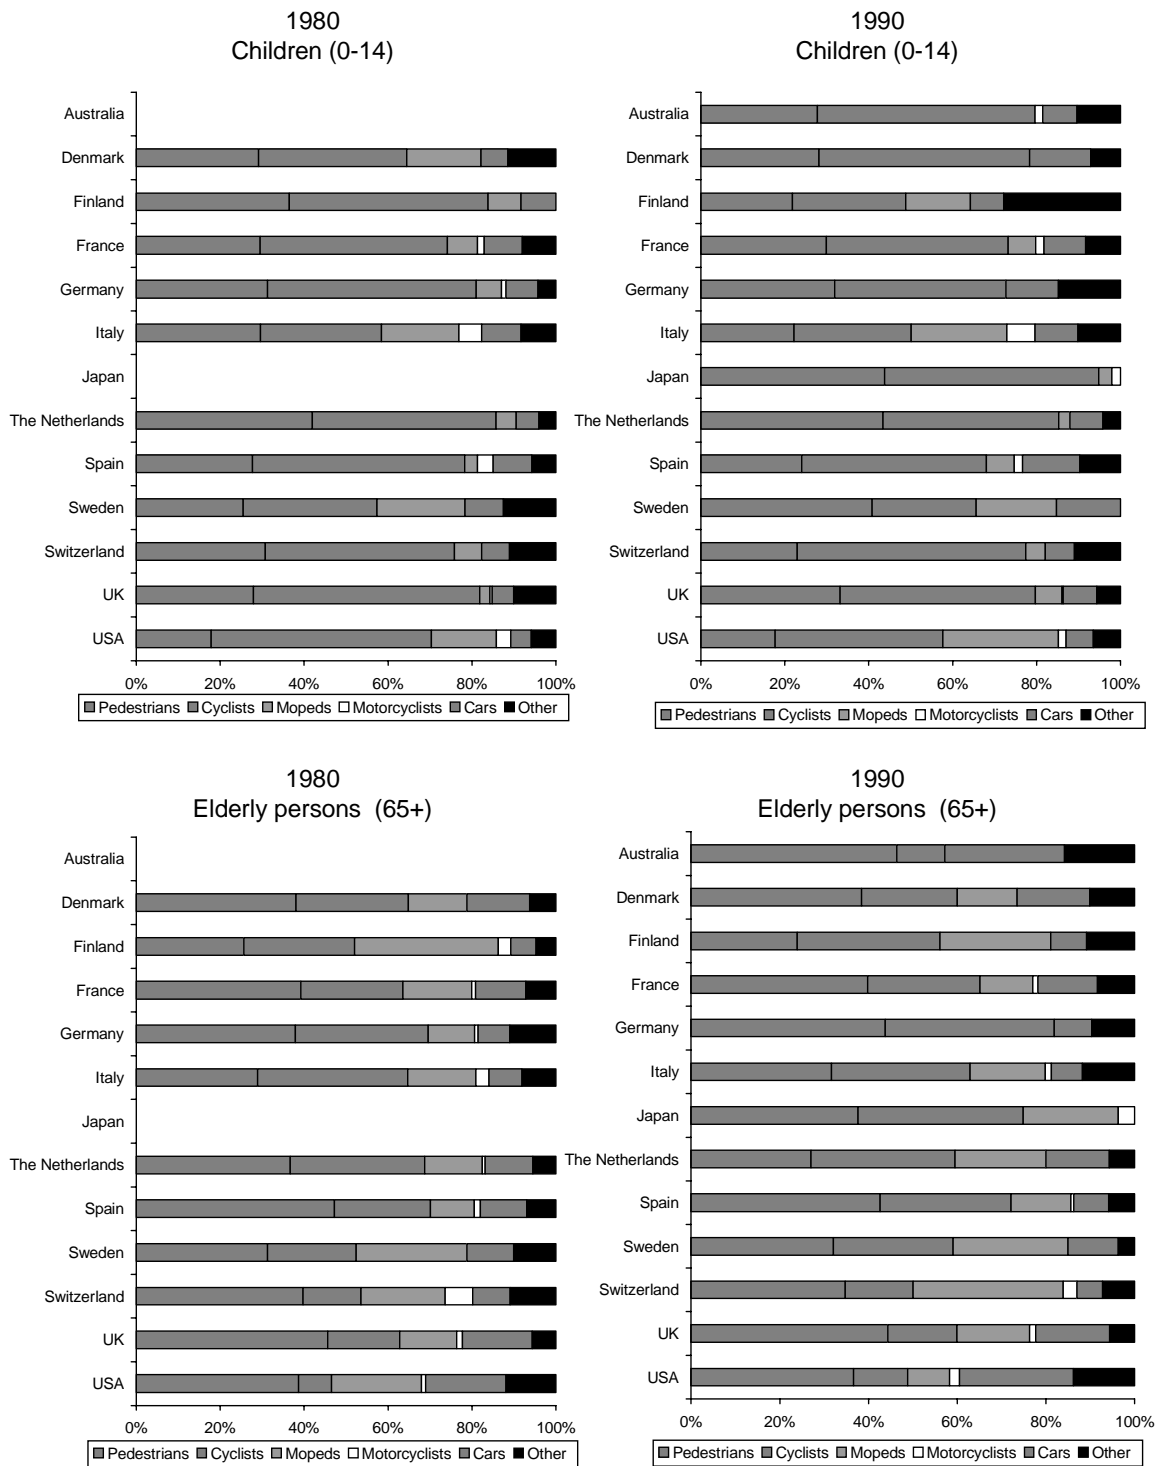 1980
Children (0-14)
Australia
Denmark
Finland
France
Germany
Italy
Japan
The Netherlands
Spain
Sweden
Switzerland
UK
USA
0% 20% 40% 60% 80% 100%
Pedestrians Cyclists Mopeds Motorcyclists Cars Other
1990
Children (0-14)
Australia
Denmark
Finland
France
Germany
Italy
Japan
The Netherlands
Spain
Sweden
Switzerland
UK
USA
0% 20% 40% 60% 80% 100%
Pedestrians Cyclists Mopeds Motorcyclists Cars Other
1980
Elderly persons (65+)
Australia
Denmark
Finland
France
Germany
Italy
Japan
The Netherlands
Spain
Sweden
Switzerland
UK
USA
0% 20% 40% 60% 80% 100%
Pedestrians Cyclists Mopeds Motorcyclists Cars Other
1990
Elderly persons (65+)
Australia
Denmark
Finland
France
Germany
Italy
Japan
The Netherlands
Spain
Sweden
Switzerland
UK
USA
0% 20% 40% 60% 80% 100%
Pedestrians Cyclists Mopeds Motorcyclists Cars Other